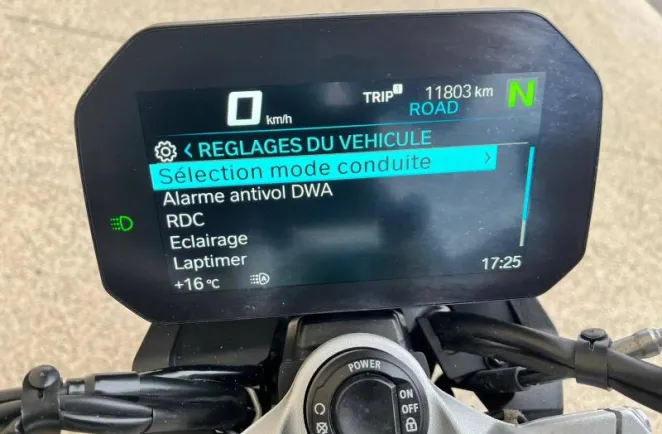 0 km/h TRIP 1 11803 km N
ROAD
< REGLAGES DU VEHICULE
Sélection mode conduite >
Alarme antivol DWA
RDC
Eclairage
Laptimer
+16 °C A 17:25
POWER
ON
OFF